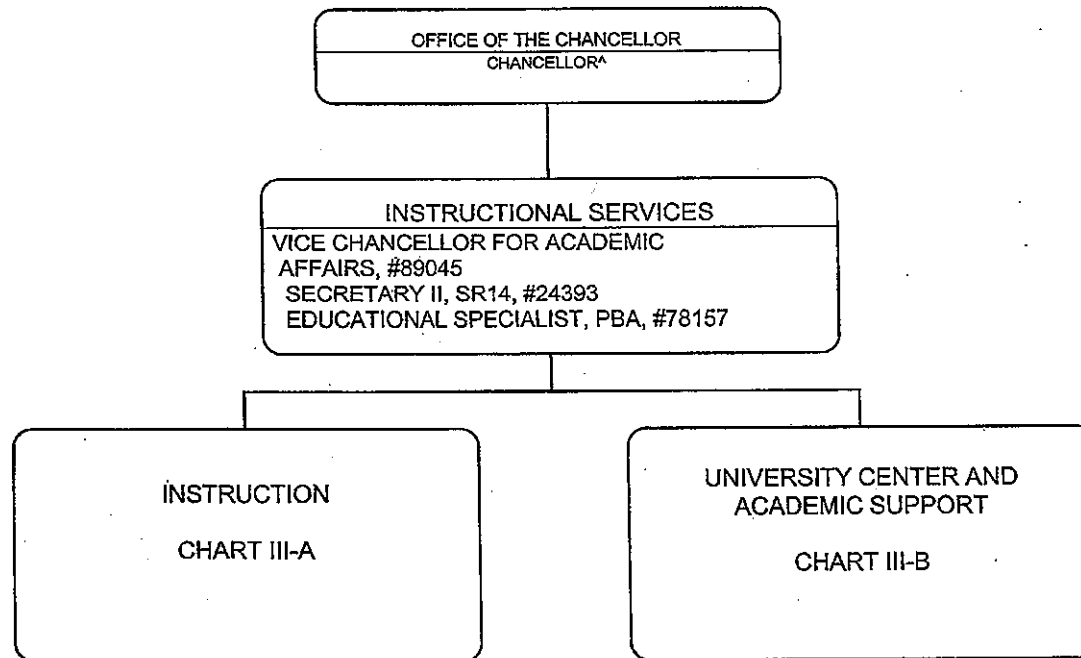 OFFICE OF THE CHANCELLOR
CHANCELLOR^
INSTRUCTIONAL SERVICES
VICE CHANCELLOR FOR ACADEMIC
AFFAIRS, #89045
SECRETARY II, SR14, #24393
EDUCATIONAL SPECIALIST, PBA, #78157
INSTRUCTION
CHART III-A
UNIVERSITY CENTER AND
ACADEMIC SUPPORT
CHART III-B